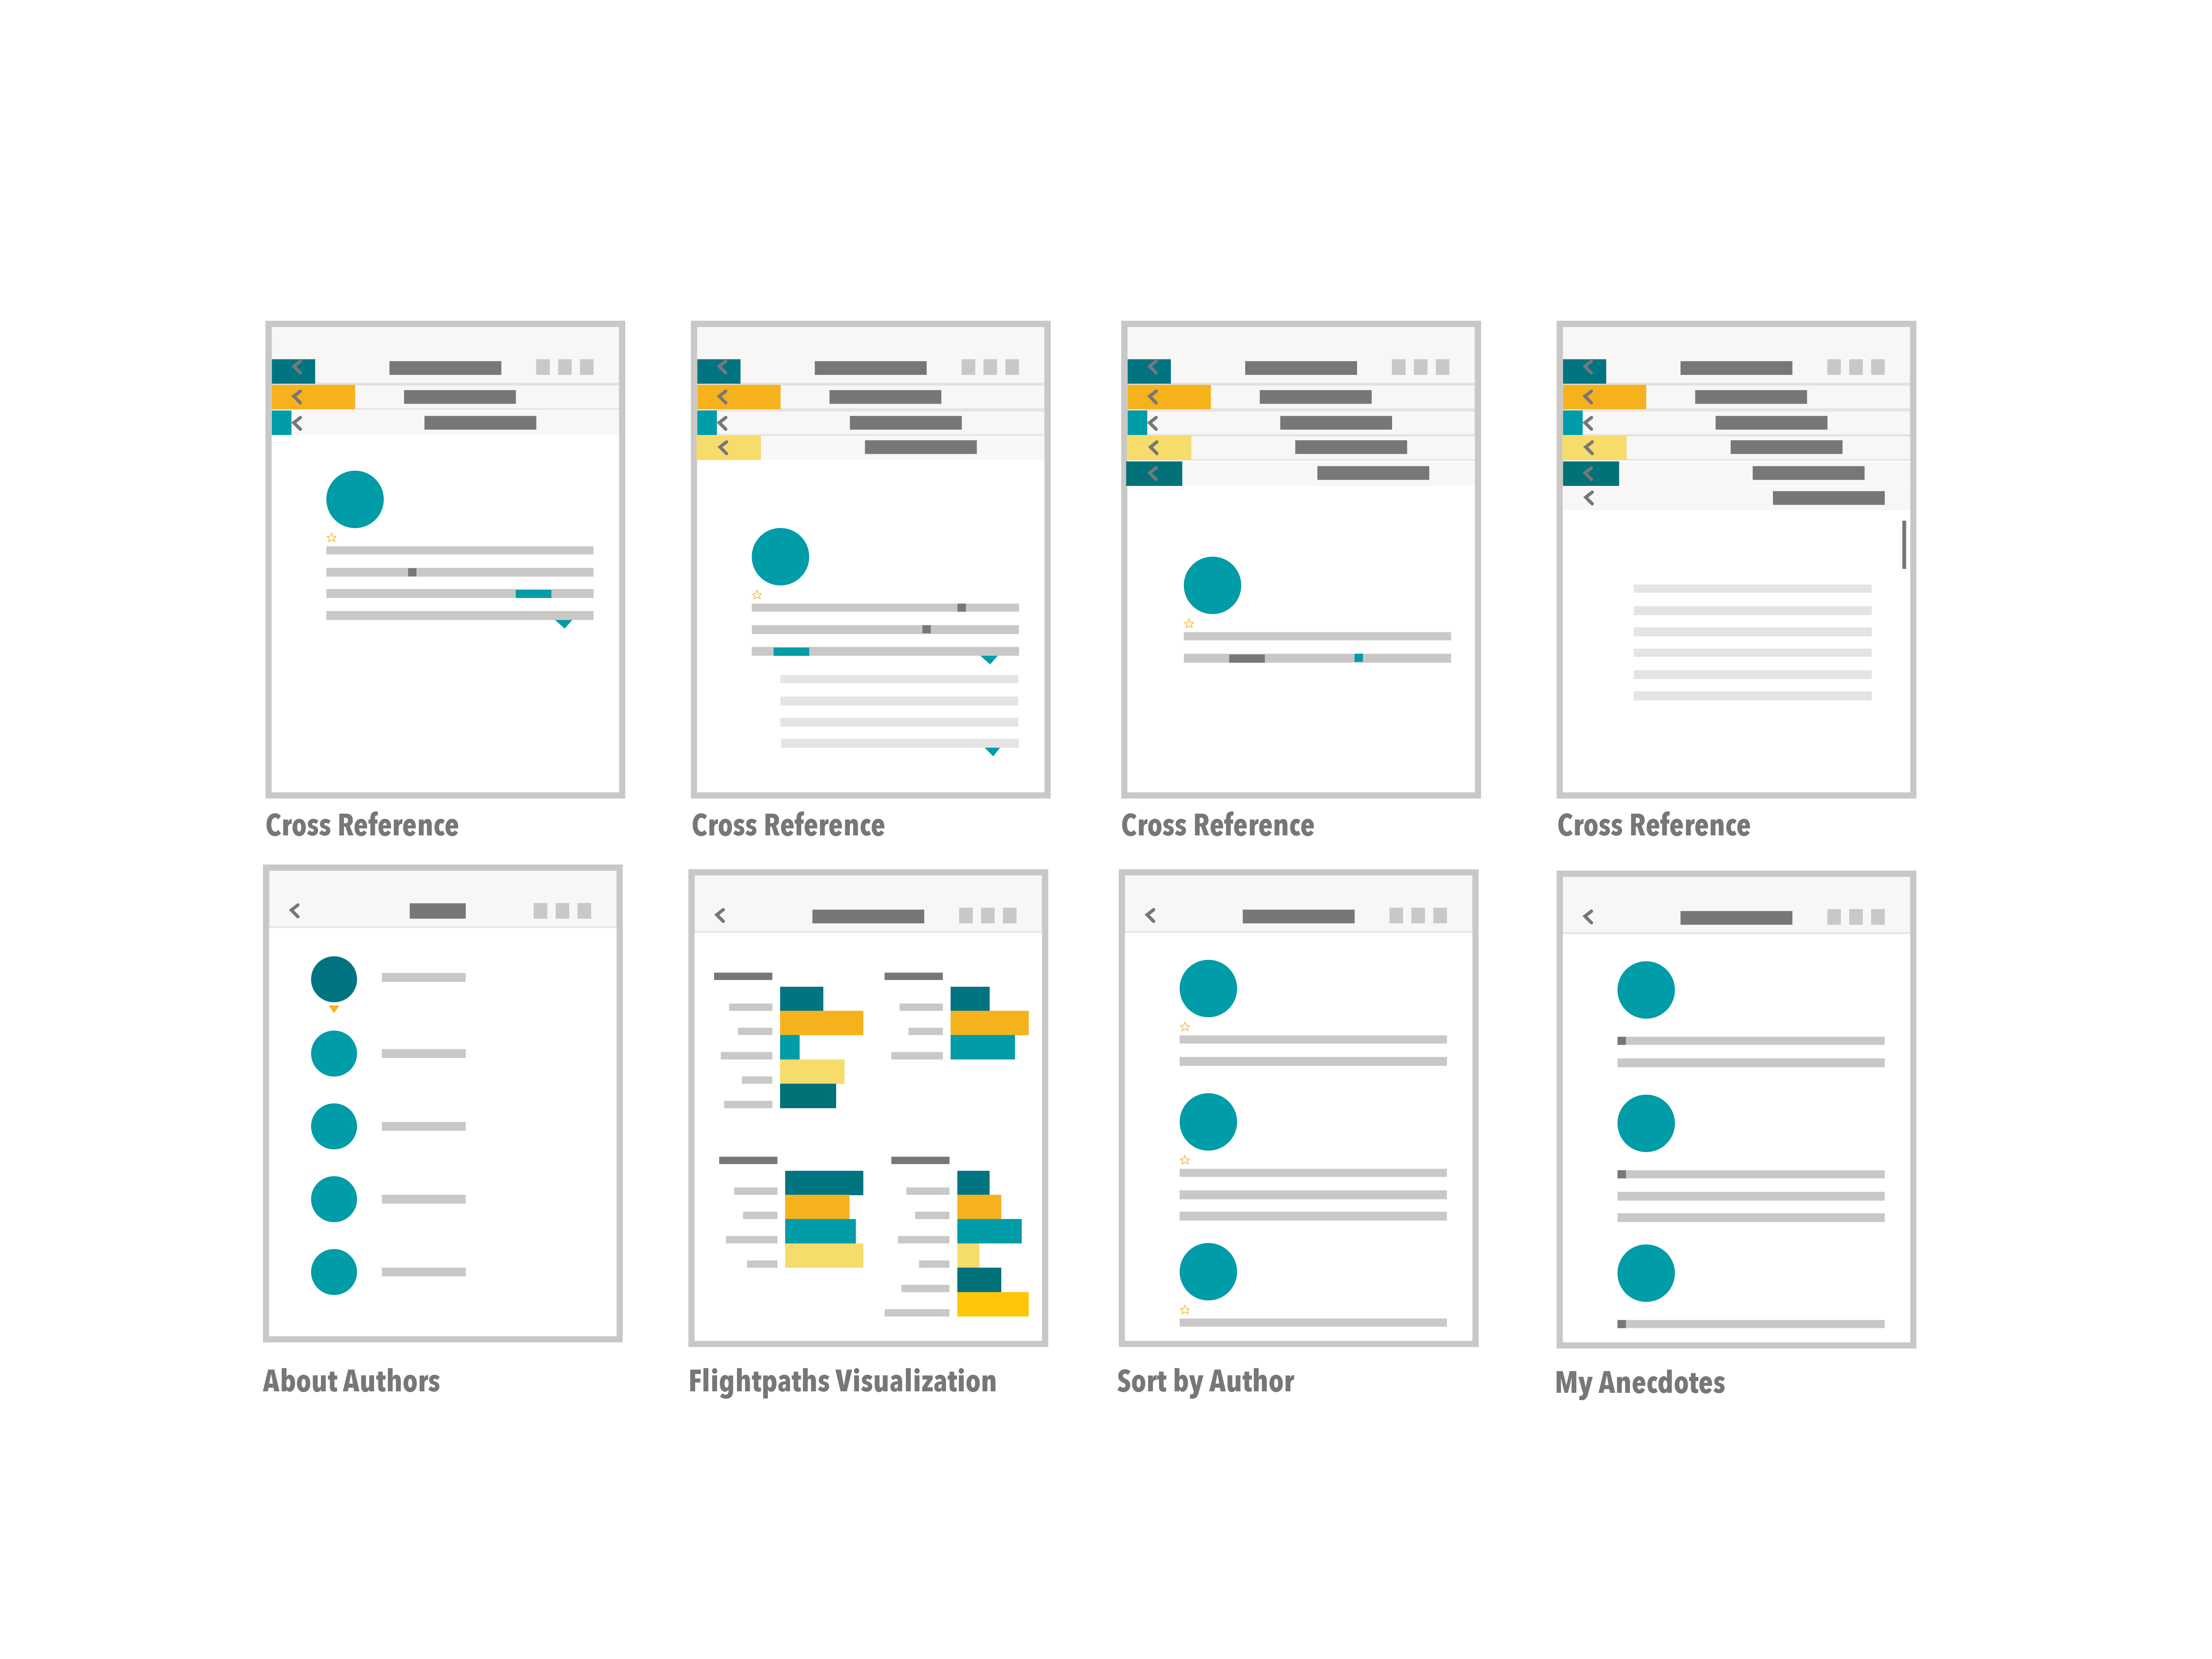 Cross Reference
Cross Reference
Cross Reference
Cross Reference
About Authors
Flightpaths Visualization
Sort by Author
My Anecdotes